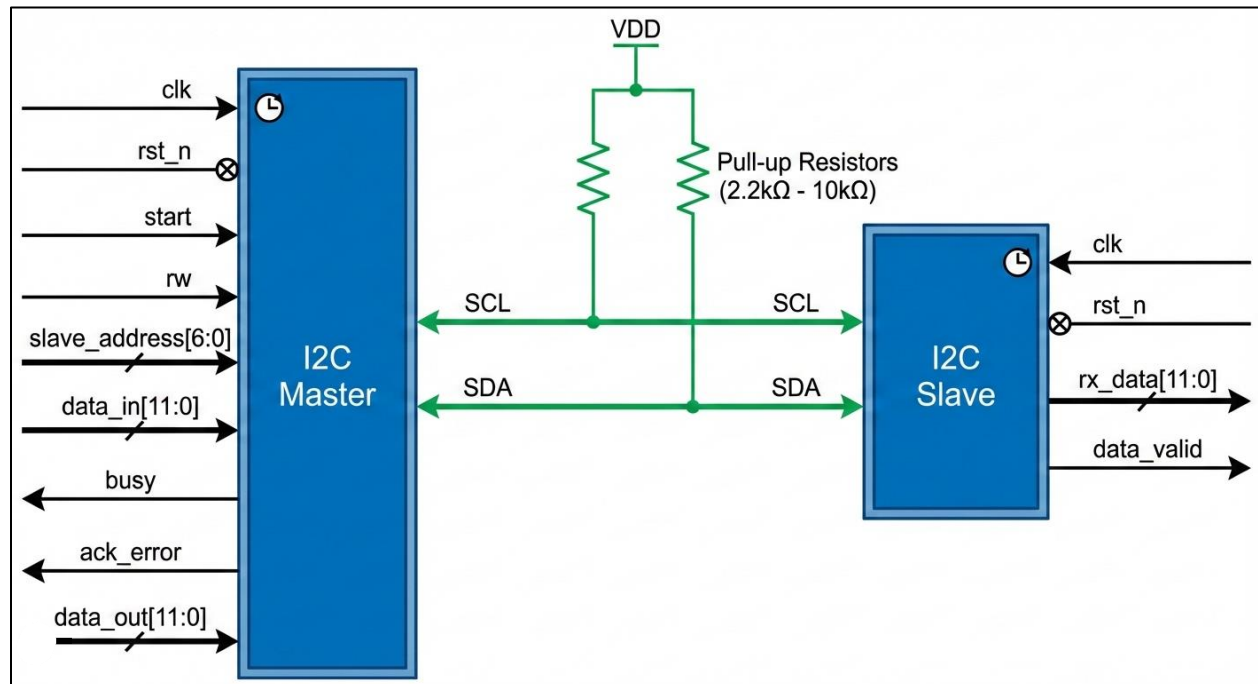 VDD
clk
rst_n
start
rw
slave_address[6:0]
data_in[11:0]
busy
ack_error
data_out[11:0]
I2C
Master
Pull-up Resistors
(2.2kΩ - 10kΩ)
SCL
SCL
SDA
SDA
I2C
Slave
clk
rst_n
rx_data[11:0]
data_valid